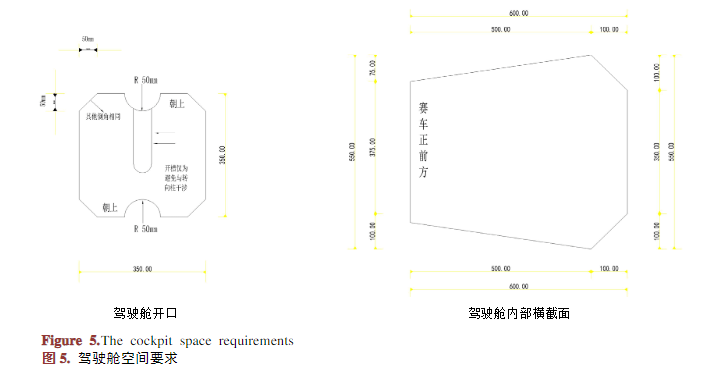 600.00
500.00
100.00
50mm
R 50mm
朝上
50mm
其他倒角相同
75.00
100.00
赛车正前方
350.00
550.00
375.00
350.00
550.00
开槽仅为
避免与转
向柱干涉
朝上
R 50mm
100.00
100.00
350.00
500.00
100.00
600.00
驾驶舱开口
驾驶舱内部横截面
Figure 5.The cockpit space requirements
图 5. 驾驶舱空间要求